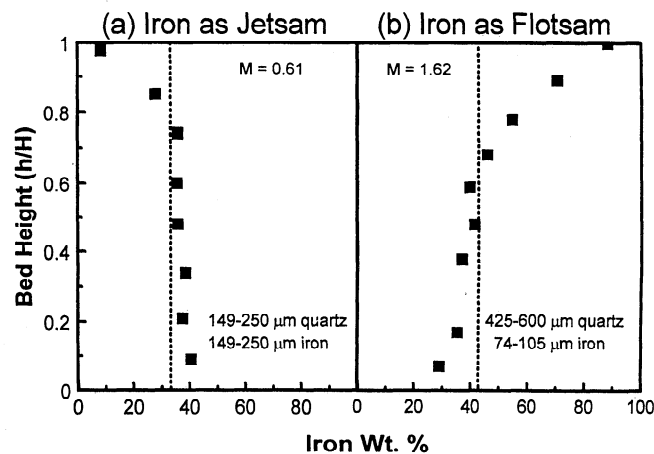 (a) Iron as Jetsam
(b) Iron as Flotsam
M = 0.61
M = 1.62
Bed Height (h/H)
1
0.8
0.6
0.4
0.2
0
149-250 μm quartz
149-250 μm iron
425-600 μm quartz
74-105 μm iron
0 20 40 60 80 0 20 40 60 80 100
Iron Wt. %